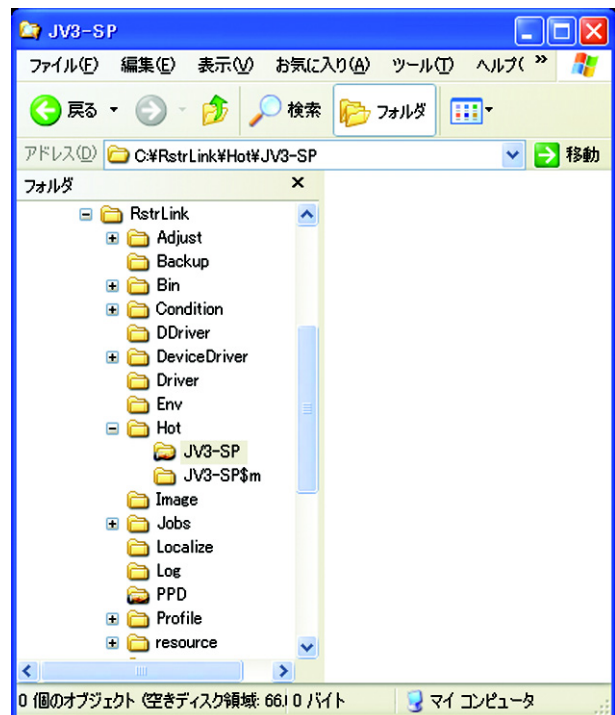 JV3-SP
ファイル(F) 編集(E) 表示(V) お気に入り(A) ツール(T) ヘルプ( »
戻る 検索 フォルダ
アドレス(D) C:¥RstrLink¥Hot¥JV3-SP 移動
フォルダ ×
RstrLink
Adjust
Backup
Bin
Condition
DDriver
DeviceDriver
Driver
Env
Hot
JV3-SP
JV3-SP$m
Image
Jobs
Localize
Log
PPD
Profile
resource
0 個のオブジェクト (空きディスク領域: 66.( 0 バイト マイ コンピュータ